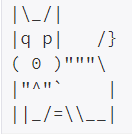 |\_/|
|q p|   /}
( 0 )"""\
|"^"`    |
||_/=\\__|